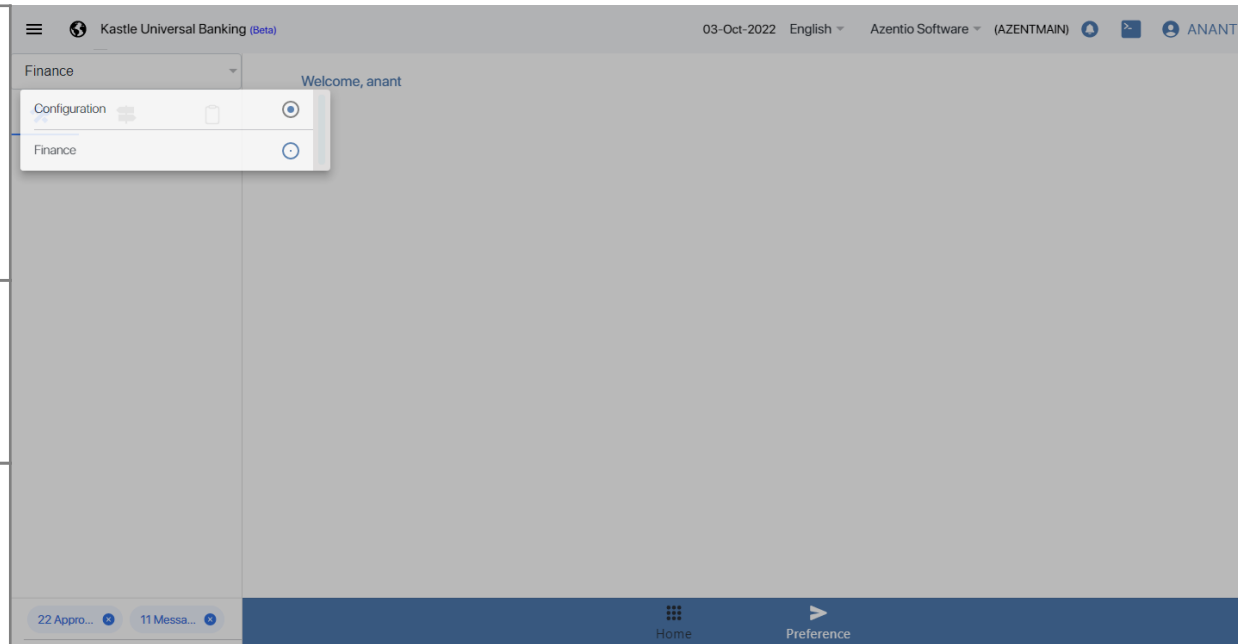 Kastle Universal Banking (Beta)
03-Oct-2022 English Azentio Software (AZENTMAIN) ANANT
Finance
Welcome, anant
Configuration
Finance
22 Appro... 11 Messa...
Home Preference